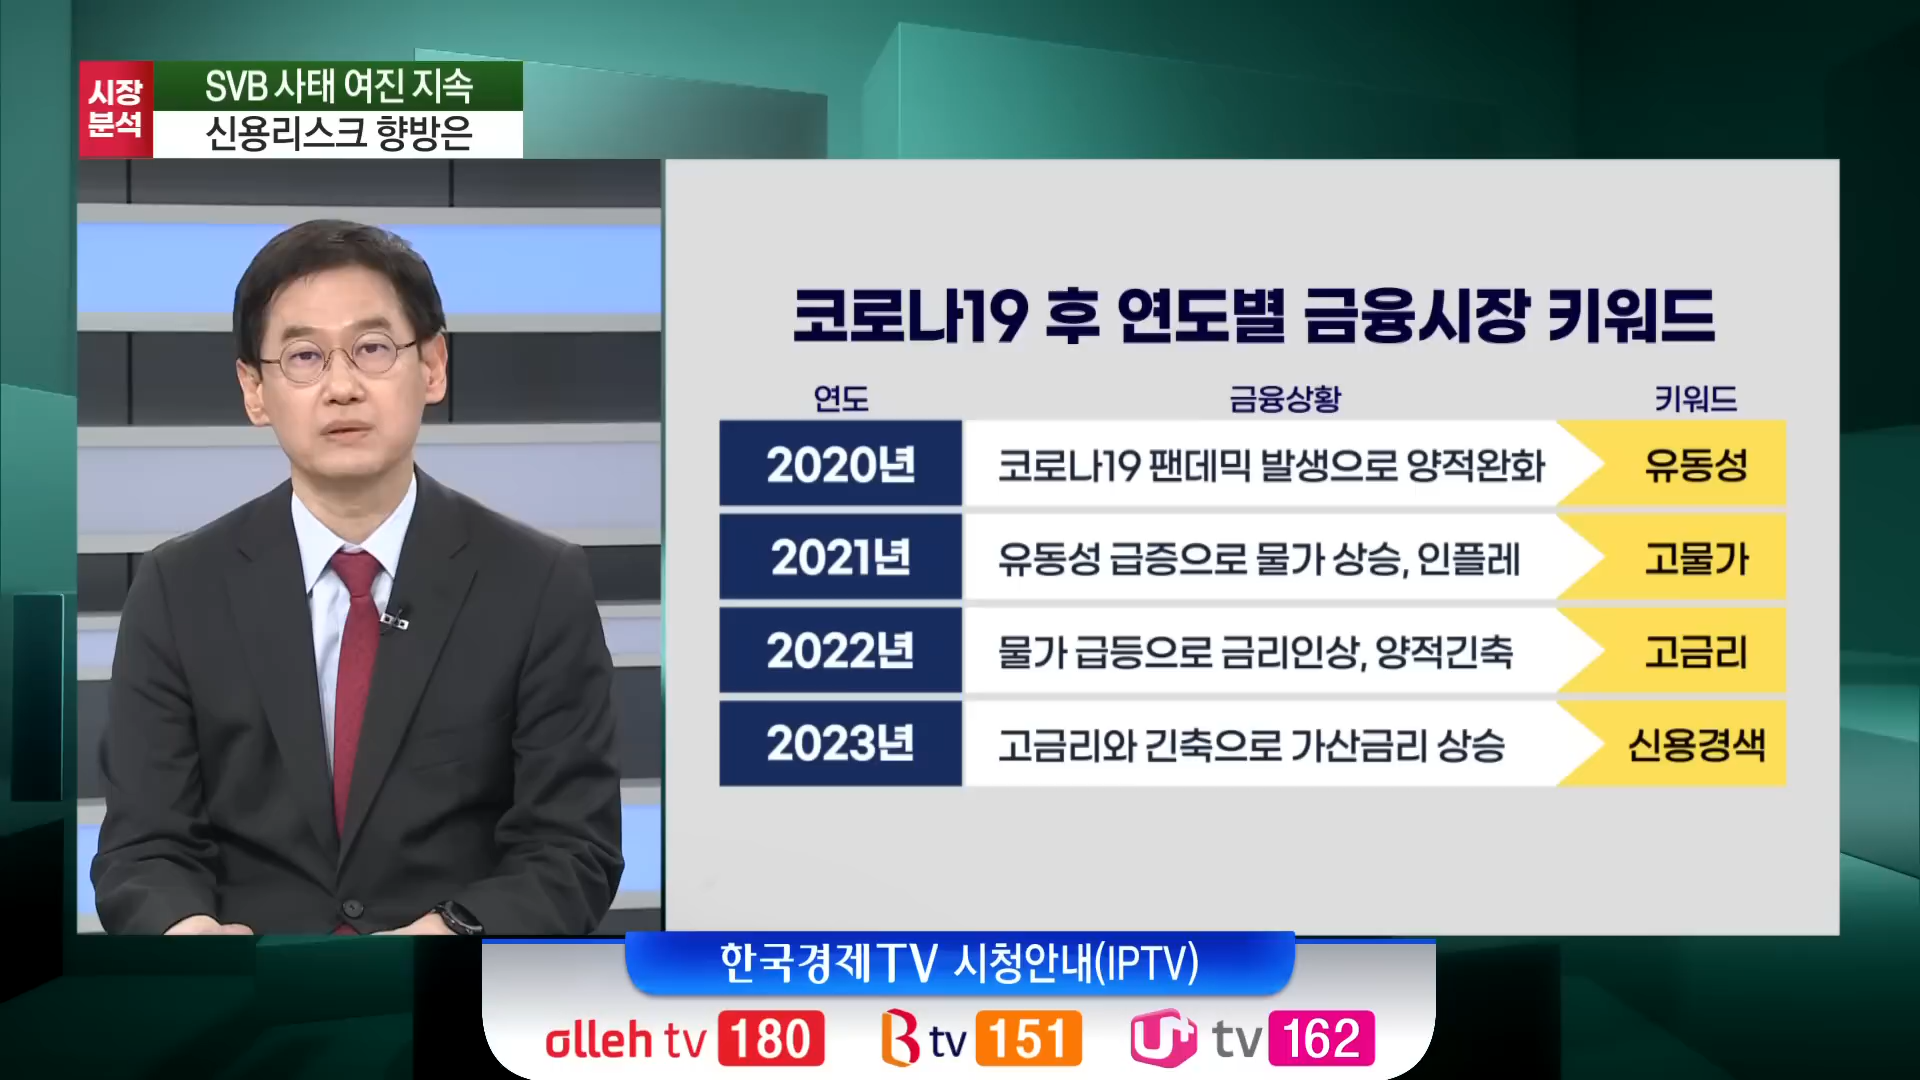 시장
분석
SVB 사태 여진 지속
신용리스크 향방은
코로나19 후 연도별 금융시장 키워드
연도 금융상황 키워드
2020년 코로나19 팬데믹 발생으로 양적완화 유동성
2021년 유동성 급증으로 물가 상승, 인플레 고물가
2022년 물가 급등으로 금리인상, 양적긴축 고금리
2023년 고금리와 긴축으로 가산금리 상승 신용경색
한국경제TV 시청안내(IPTV)
olleh tv 180 B tv 151 U+ tv 162